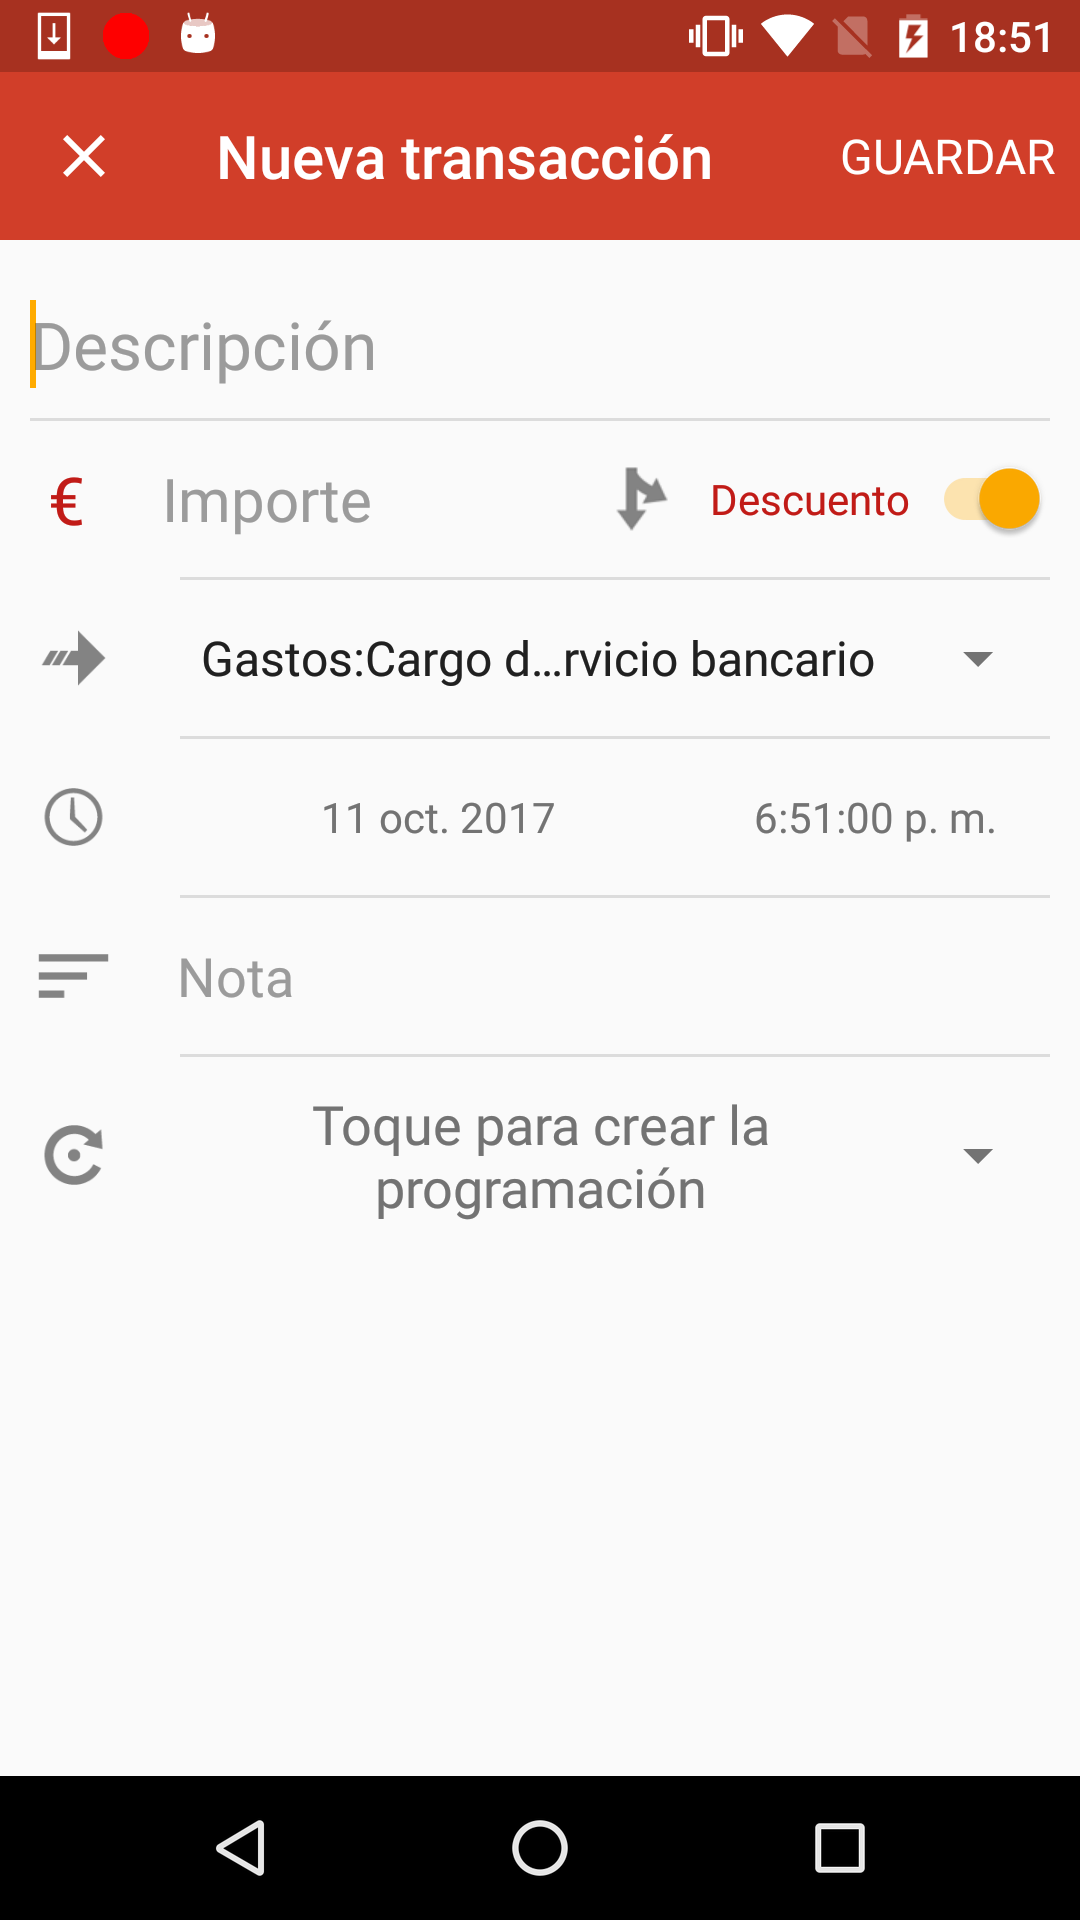 18:51
Nueva transacción
GUARDAR
Descripción
€ Importe Descuento
Gastos:Cargo d...rvicio bancario
11 oct. 2017 6:51:00 p. m.
Nota
Toque para crear la
programación